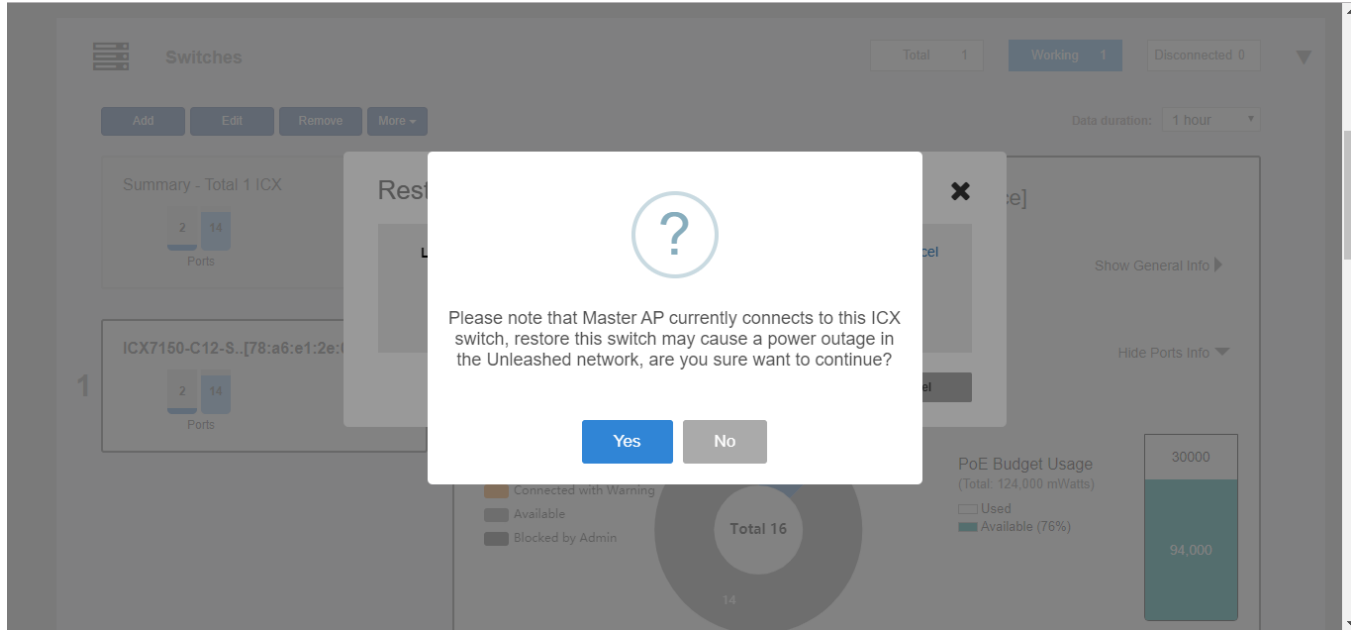 Switches
Total 1
Working 1
Disconnected 0
Add
Edit
Remove
More
Data duration: 1 hour
Summary - Total 1 ICX
2 14
Ports
ICX7150-C12-S..[78:a6:e1:2e:
1
2 14
Ports
?
Please note that Master AP currently connects to this ICX
switch, restore this switch may cause a power outage in
the Unleashed network, are you sure want to continue?
Yes
No
Show General Info
Hide Ports Info
Connected with Warning
Available
Blocked by Admin
Total 16
14
PoE Budget Usage
(Total: 124,000 mWatts)
Used
Available (76%)
30000
94,000